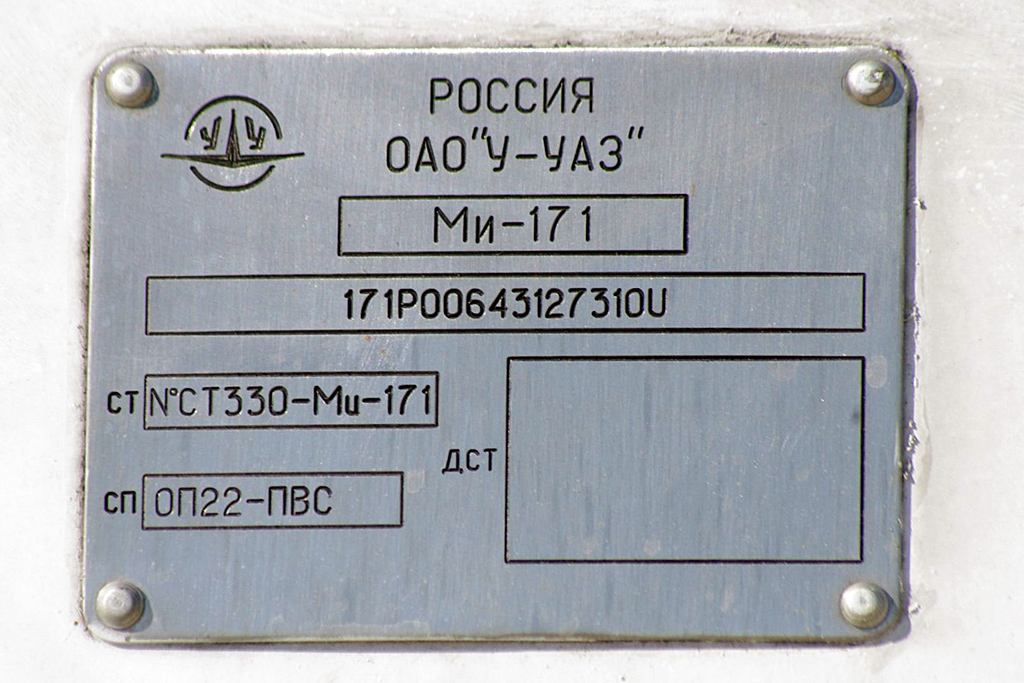 У У
РОССИЯ
ОАО "У-УАЗ"
Ми-171
171P00643127310U
СТ №СТ330-Ми-171
ДСТ
СП ОП22-ПВС